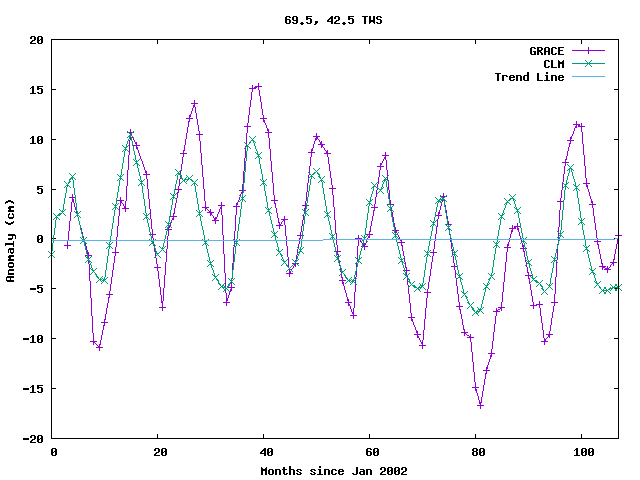 69.5, 42.5 TWS
20
GRACE
CLM
Trend Line
15
10
5
0
-5
-10
-15
-20
Anomaly (cm)
0 20 40 60 80 100
Months since Jan 2002